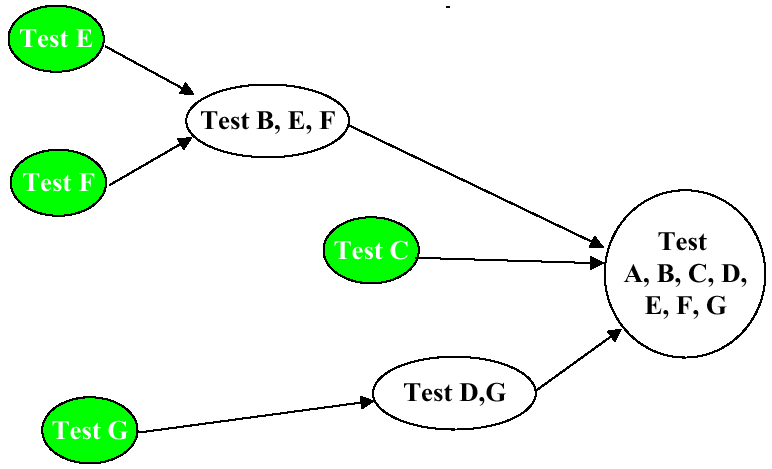 Test E
Test B, E, F
Test F
Test C
Test
A, B, C, D,
E, F, G
Test D,G
Test G